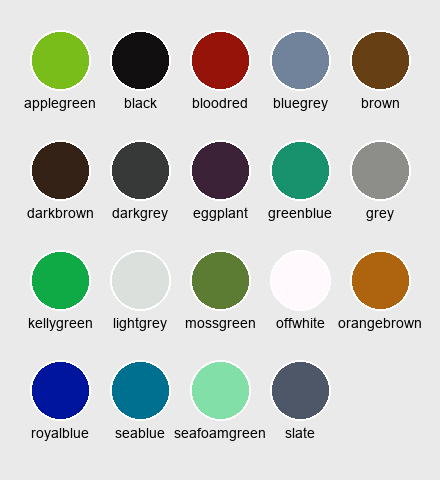 applegreen black bloodred bluegrey brown
darkbrown darkgrey eggplant greenblue grey
kellygreen lightgrey mossgreen offwhite orangebrown
royalblue seablue seafoamgreen slate